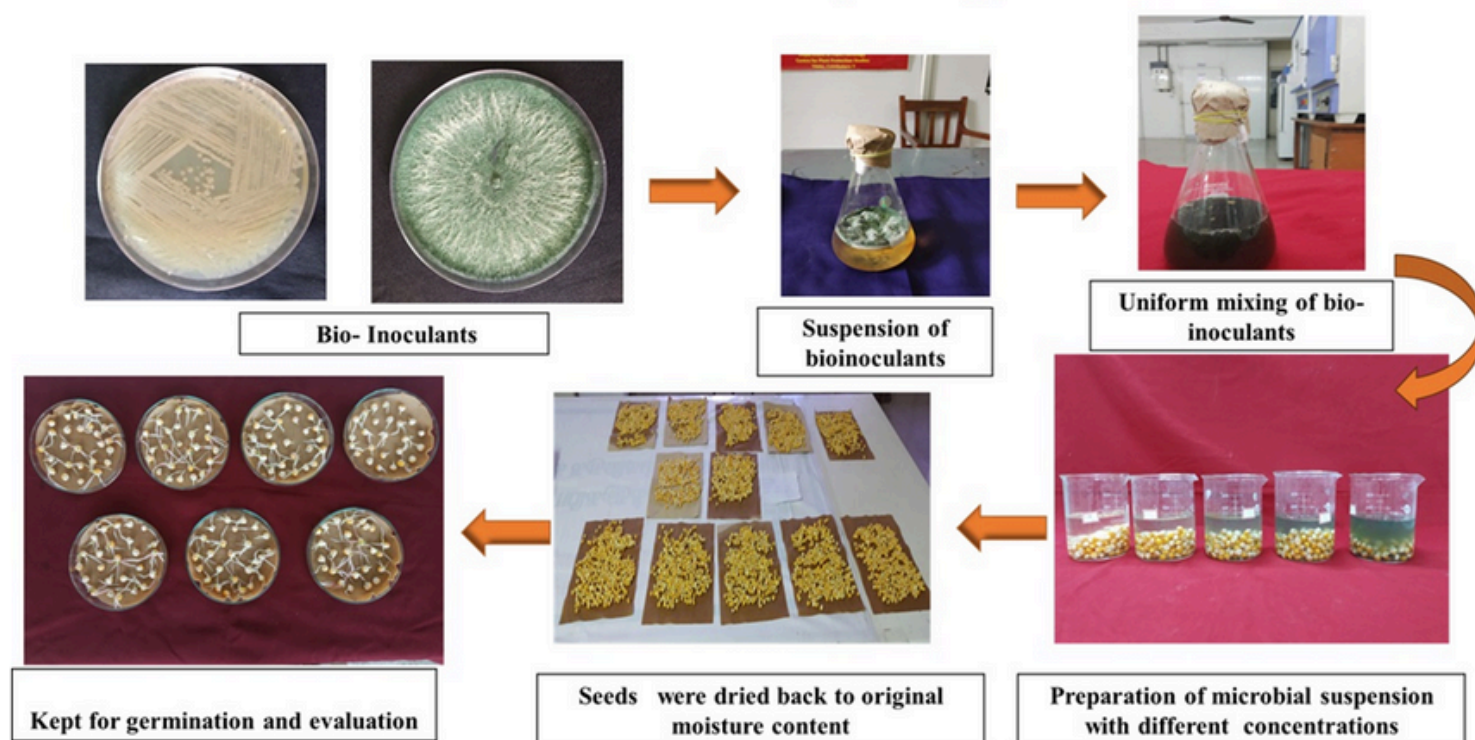 Bio- Inoculants
Suspension of
bioinoculants
Uniform mixing of bio-
inoculants
Preparation of microbial suspension
with different concentrations
Seeds were dried back to original
moisture content
Kept for germination and evaluation